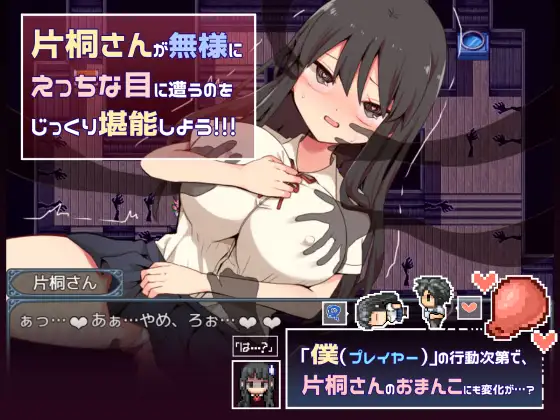 片桐さんが無様に
えっちな目に遭うのを
じっくり堪能しよう!!!
片桐さん
ぁっ…❤あぁ…やめ、ろぉ…❤❤
「は…?」
「僕(プレイヤー)」の行動次第で、
片桐さんのおまんこにも変化が…?